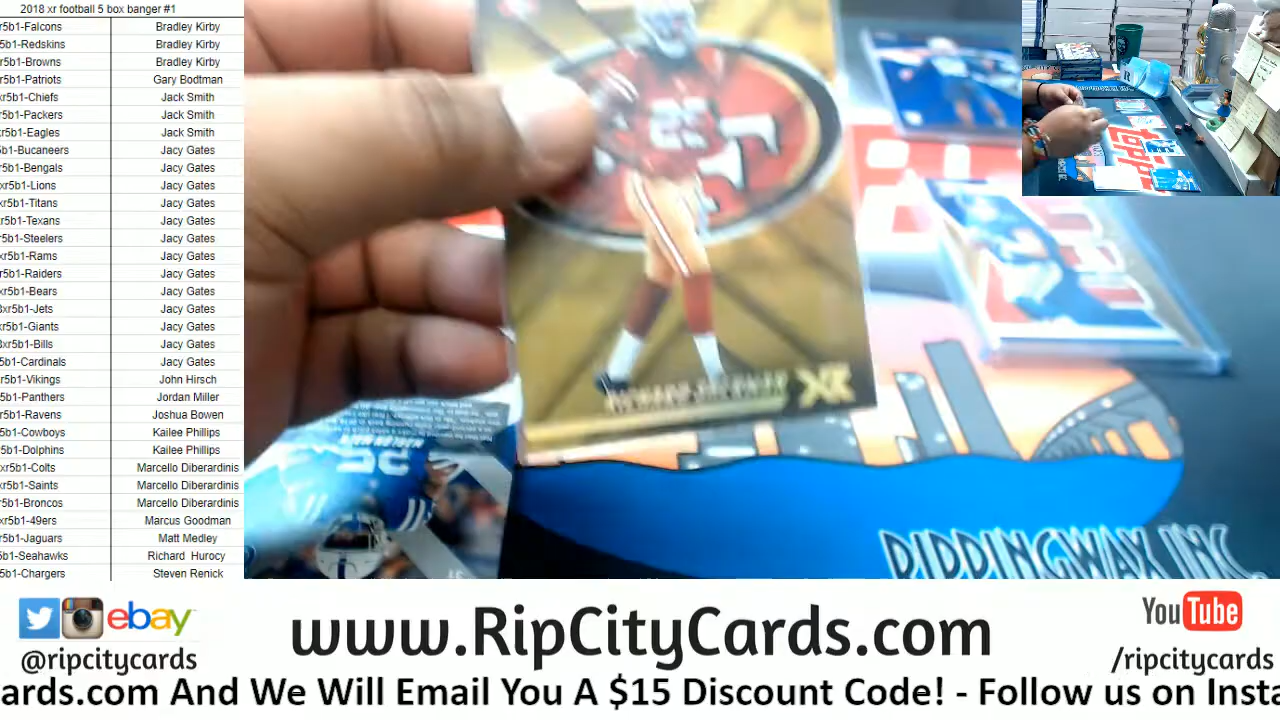 2018 xr football 5 box banger #1
r5b1-Falcons Bradley Kirby
5b1-Redskins Bradley Kirby
r5b1-Browns Bradley Kirby
r5b1-Patriots Gary Bodtman
xr5b1-Chiefs Jack Smith
r5b1-Packers Jack Smith
xr5b1-Eagles Jack Smith
5b1-Bucaneers Jacy Gates
r5b1-Bengals Jacy Gates
xr5b1-Lions Jacy Gates
xr5b1-Titans Jacy Gates
r5b1-Texans Jacy Gates
r5b1-Steelers Jacy Gates
xr5b1-Rams Jacy Gates
r5b1-Raiders Jacy Gates
xr5b1-Bears Jacy Gates
8xr5b1-Jets Jacy Gates
xr5b1-Giants Jacy Gates
8xr5b1-Bills Jacy Gates
5b1-Cardinals Jacy Gates
r5b1-Vikings John Hirsch
r5b1-Panthers Jordan Miller
r5b1-Ravens Joshua Bowen
5b1-Cowboys Kailee Phillips
r5b1-Dolphins Kailee Phillips
xr5b1-Colts Marcello Diberardinis
xr5b1-Saints Marcello Diberardinis
r5b1-Broncos Marcello Diberardinis
xr5b1-49ers Marcus Goodman
r5b1-Jaguars Matt Medley
5b1-Seahawks Richard Hurocy
5b1-Chargers Steven Renick
25
XR
topps
RIPPINGWAX INC.
ebay
@ripcitycards
www.RipCityCards.com
YouTube
/ripcitycards
ards.com And We Will Email You A $15 Discount Code! - Follow us on Insta